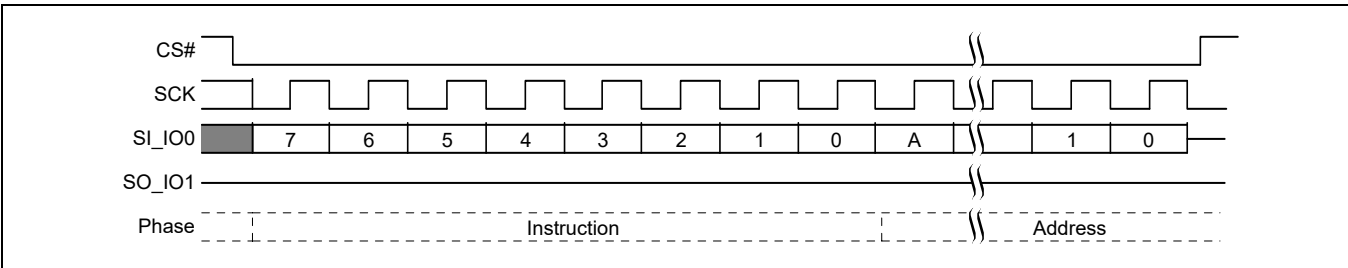 CS#
SCK
SI_IO0 7 6 5 4 3 2 1 0 A 1 0
SO_IO1
Phase Instruction Address